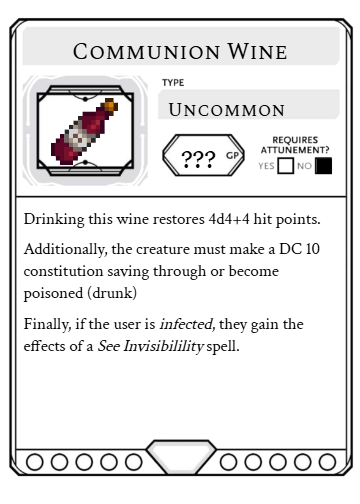 Communion Wine
TYPE
Uncommon
??? GP
REQUIRES
ATTUNEMENT?
YES NO
Drinking this wine restores 4d4+4 hit points.
Additionally, the creature must make a DC 10
constitution saving through or become
poisoned (drunk)
Finally, if the user is infected, they gain the
effects of a See Invisibilility spell.